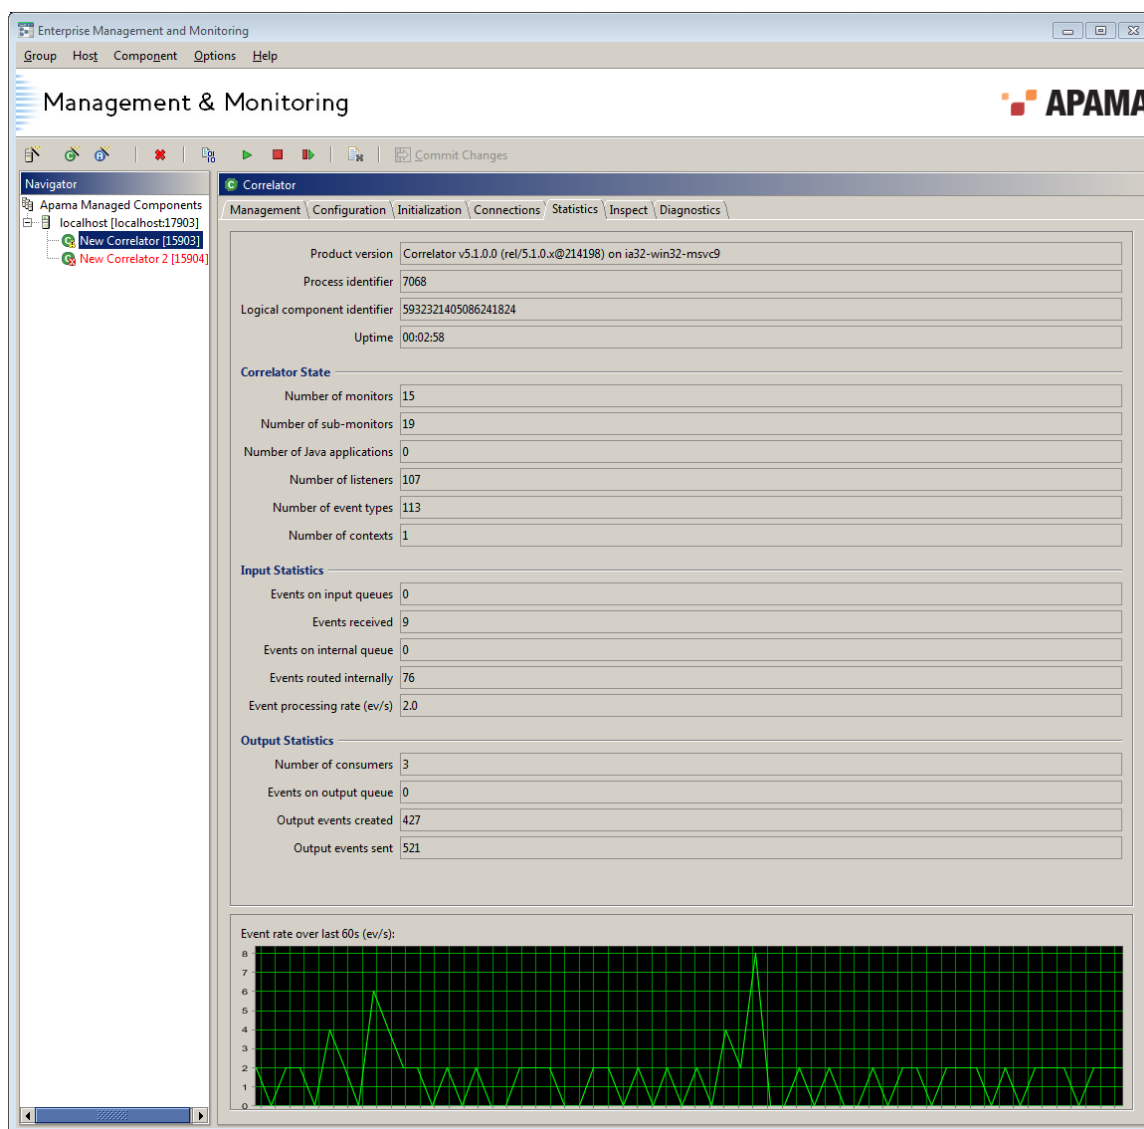 Enterprise Management and Monitoring
Group Host Component Options Help
Management & Monitoring
APAMA
Commit Changes
Navigator
Apama Managed Components
localhost [localhost:17903]
New Correlator [15903]
New Correlator 2 [15904]
Correlator
Management Configuration Initialization Connections Statistics Inspect Diagnostics
Product version Correlator v5.1.0.0 (rel/5.1.0.x@214198) on ia32-win32-msvc9
Process identifier 7068
Logical component identifier 5932321405086241824
Uptime 00:02:58
Correlator State
Number of monitors 15
Number of sub-monitors 19
Number of Java applications 0
Number of listeners 107
Number of event types 113
Number of contexts 1
Input Statistics
Events on input queues 0
Events received 9
Events on internal queue 0
Events routed internally 76
Event processing rate (ev/s) 2.0
Output Statistics
Number of consumers 3
Events on output queue 0
Output events created 427
Output events sent 521
Event rate over last 60s (ev/s):
8
7
6
5
4
3
2
1
0